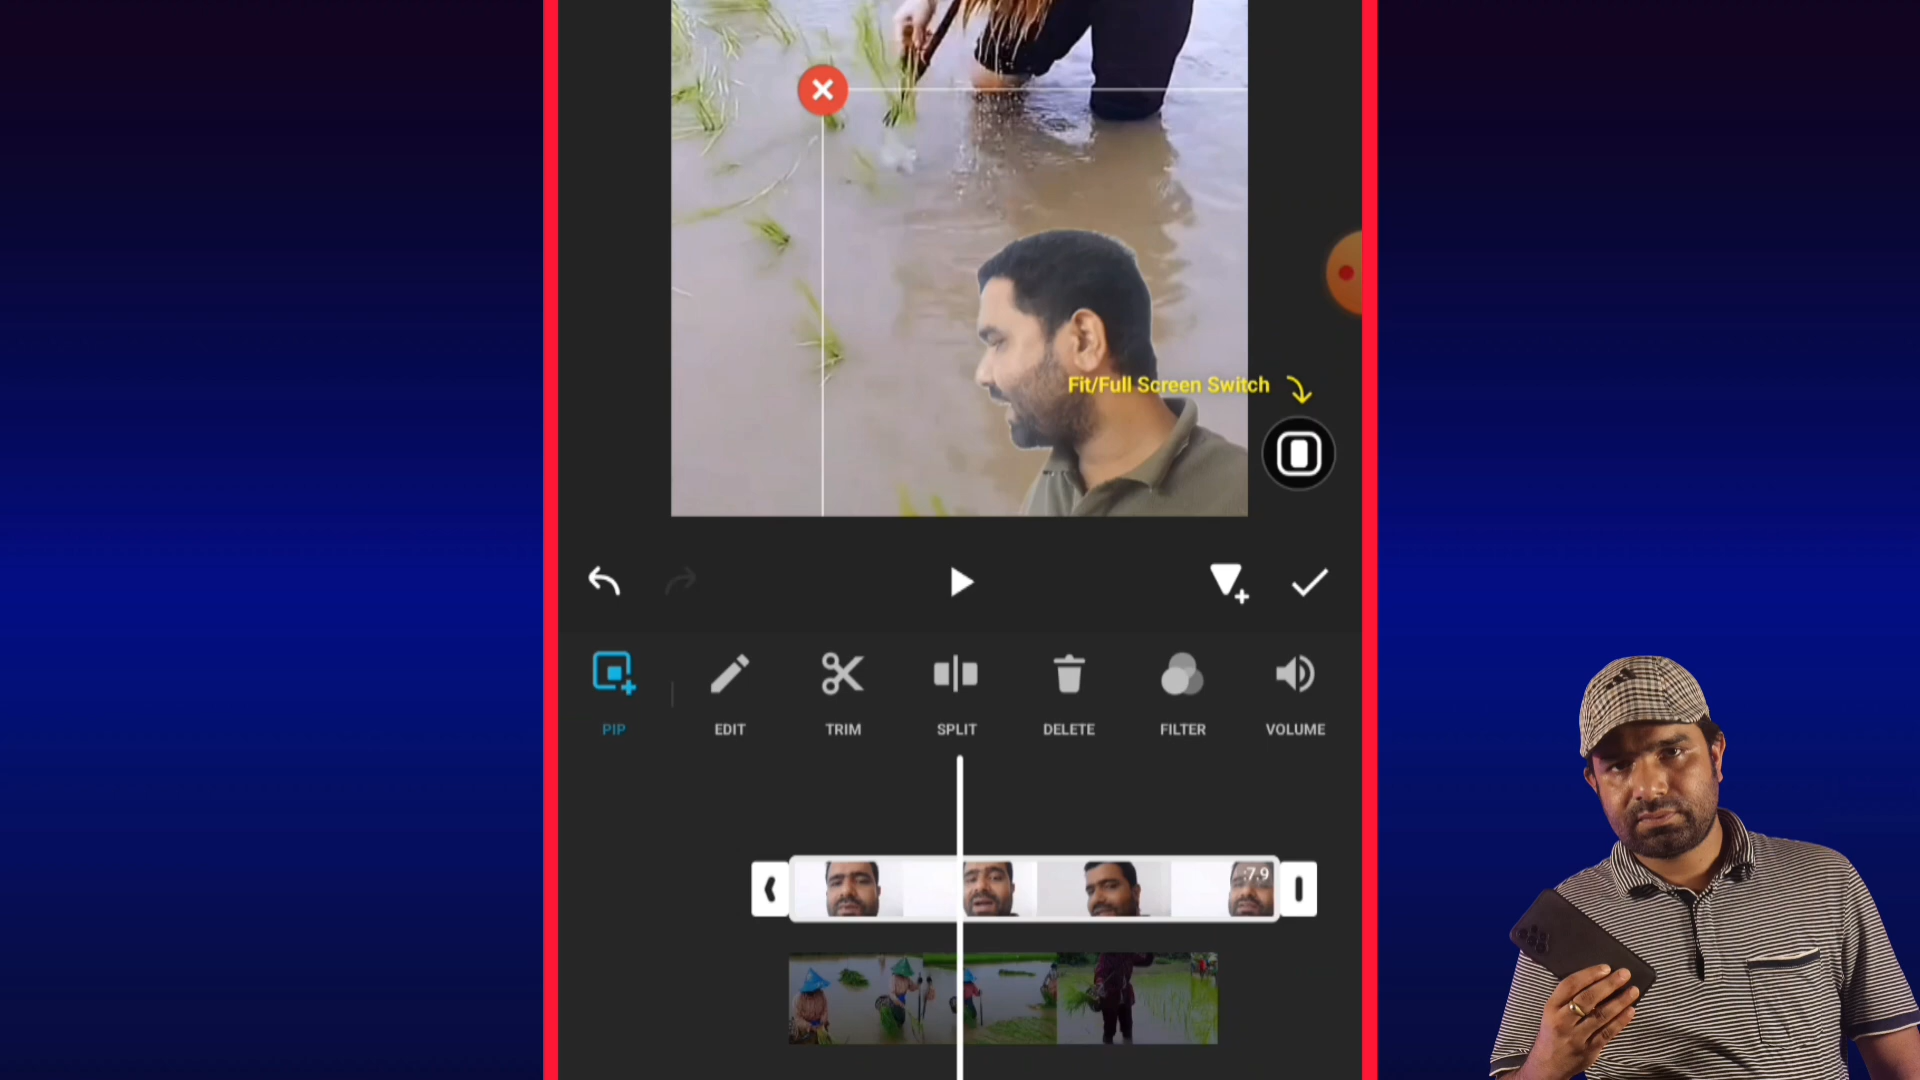 Fit/Full Screen Switch
PIP
EDIT
TRIM
SPLIT
DELETE
FILTER
VOLUME
:7.9